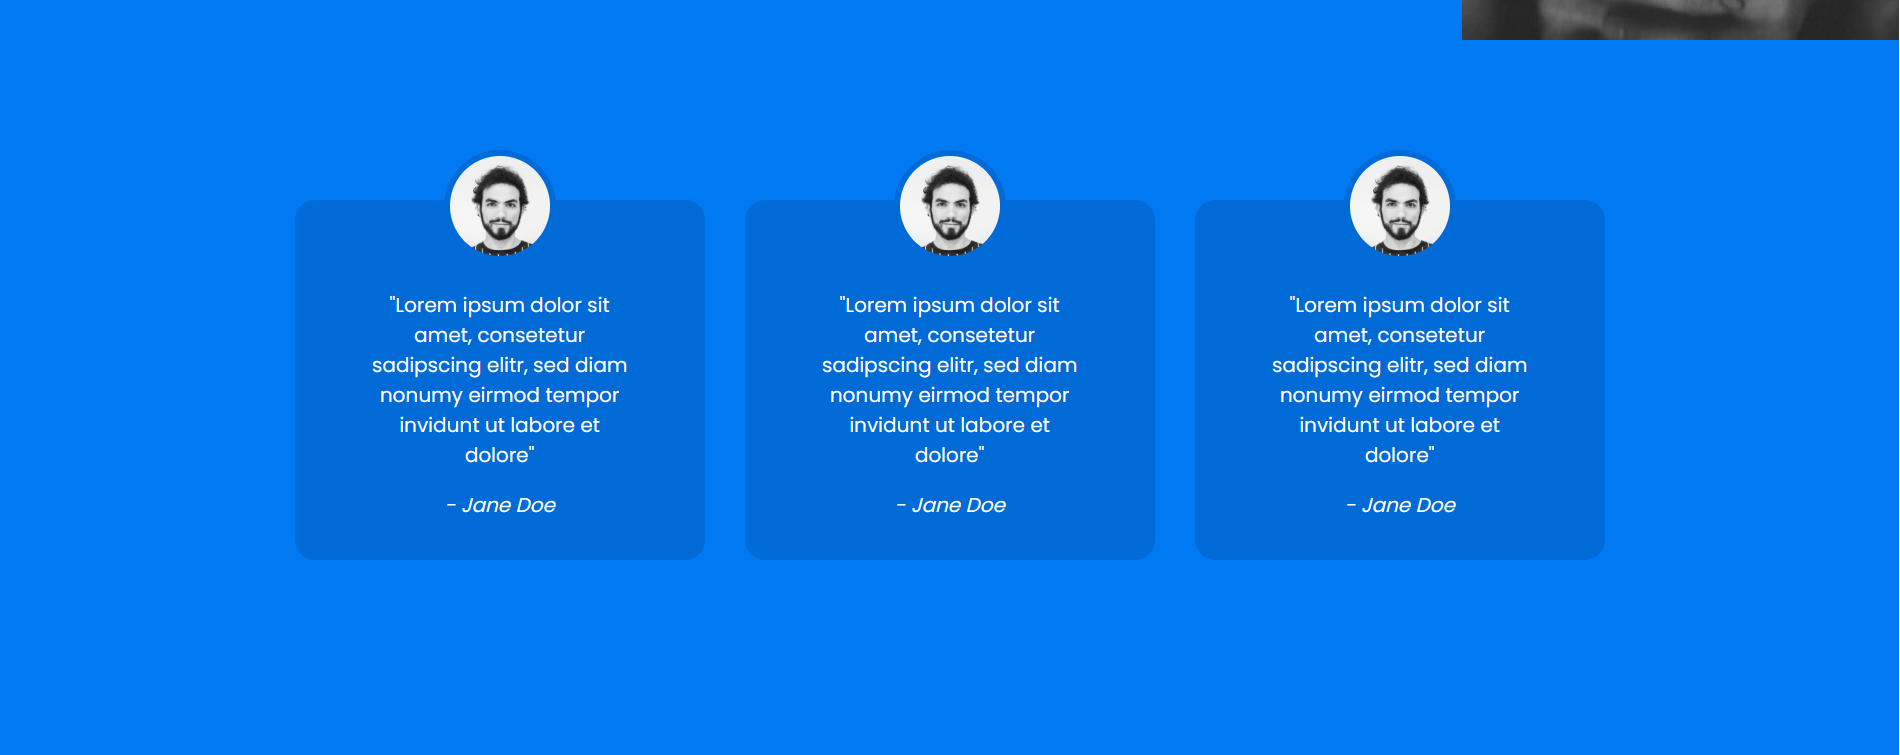 "Lorem ipsum dolor sit
amet, consetetur
sadipscing elitr, sed diam
nonumy eirmod tempor
invidunt ut labore et
dolore"
- Jane Doe
"Lorem ipsum dolor sit
amet, consetetur
sadipscing elitr, sed diam
nonumy eirmod tempor
invidunt ut labore et
dolore"
- Jane Doe
"Lorem ipsum dolor sit
amet, consetetur
sadipscing elitr, sed diam
nonumy eirmod tempor
invidunt ut labore et
dolore"
- Jane Doe